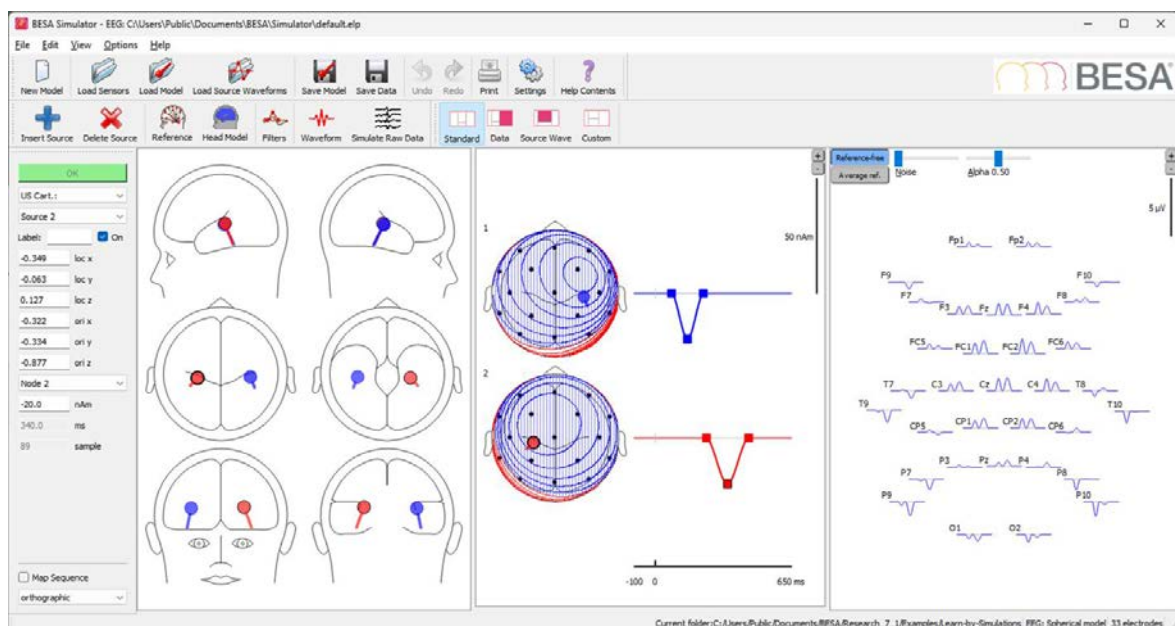 BESA Simulator - EEG: C:\Users\Public\Documents\BESA\Simulator\default.elp
File Edit View Options Help
New Model Load Sensors Load Model Load Source Waveforms Save Model Save Data Undo Redo Print Settings Help Contents
BESA
Insert Source Delete Source Reference Head Model Filters Waveform Simulate Raw Data Standard Data Source Wave Custom
OK
US Cart.:
Source 2
Label: On
-0.349 loc x
-0.063 loc y
0.127 loc z
-0.322 ori x
-0.334 ori y
-0.877 ori z
Node 2
-20.0 nAm
340.0 ms
89 sample
Map Sequence
orthographic
+
-
1
50 nAm
2
-100 0 650 ms
Reference-free
Average ref.
Noise Alpha 0.50
+
-
5 µV
Fp1 Fp2
F9 F10
F7 F3 Fz F4 F8
FC5 FC1 FC2 FC6
T7 C3 Cz C4 T8
T9 T10
CP5 CP1 CP2 CP6
P7 P3 Pz P4 P8
P9 P10
O1 O2
Current folder:C:/Users/Public/Documents/BESA/Research_7_1/Examples/Learn-by-Simulations EEG: Spherical model 33 electrodes